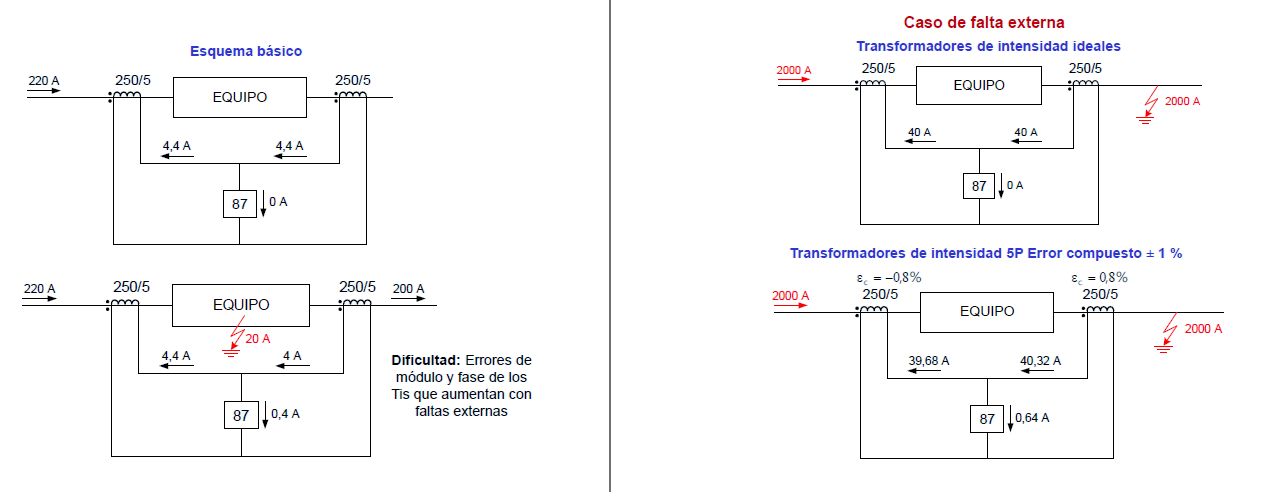 Esquema básico
220 A
250/5
250/5
EQUIPO
4,4 A
4,4 A
87
0 A
220 A
250/5
250/5
200 A
EQUIPO
20 A
4,4 A
4 A
87
0,4 A
Dificultad: Errores de
módulo y fase de los
Tis que aumentan con
faltas externas
Caso de falta externa
Transformadores de intensidad ideales
2000 A
250/5
250/5
EQUIPO
2000 A
40 A
40 A
87
0 A
Transformadores de intensidad 5P Error compuesto ± 1 %
εc = −0,8%
εc = 0,8%
2000 A
250/5
250/5
EQUIPO
2000 A
39,68 A
40,32 A
87
0,64 A